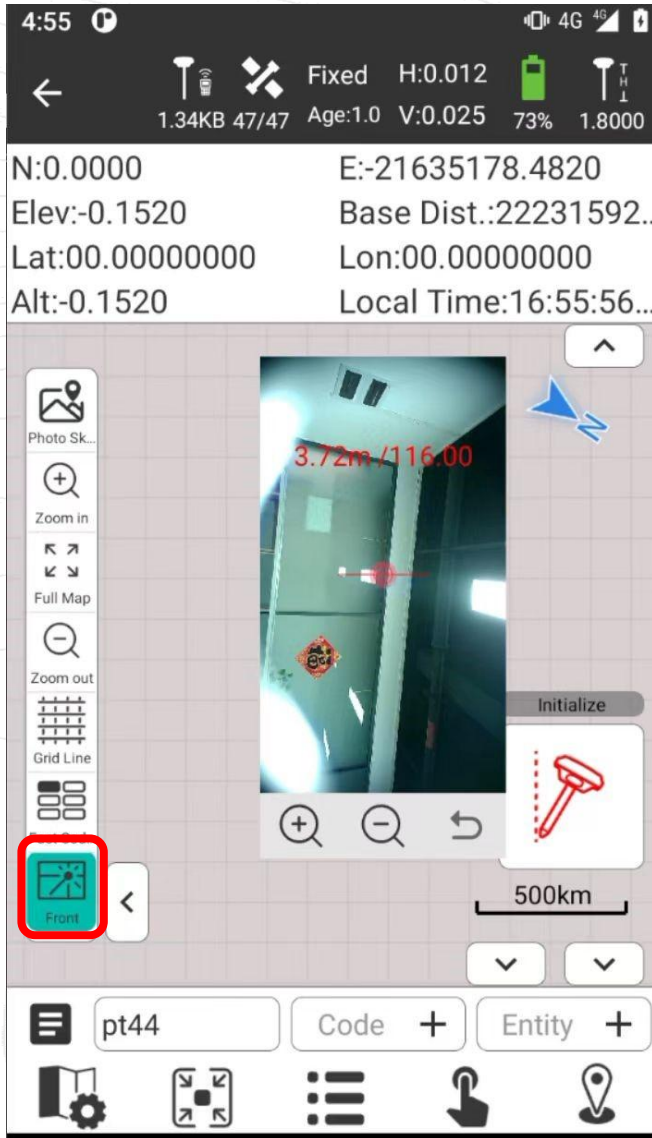 4:55 4G 4G
Fixed H:0.012
1.34KB 47/47 Age:1.0 V:0.025 73% 1.8000
T
H
N:0.0000 E:-21635178.4820
Elev:-0.1520 Base Dist.:22231592..
Lat:00.00000000 Lon:00.00000000
Alt:-0.1520 Local Time:16:55:56...
N
Photo Sk...
3.72m /116.00
Zoom in
Full Map
Zoom out
Grid Line
Initialize
Front
500km
pt44 Code + Entity +